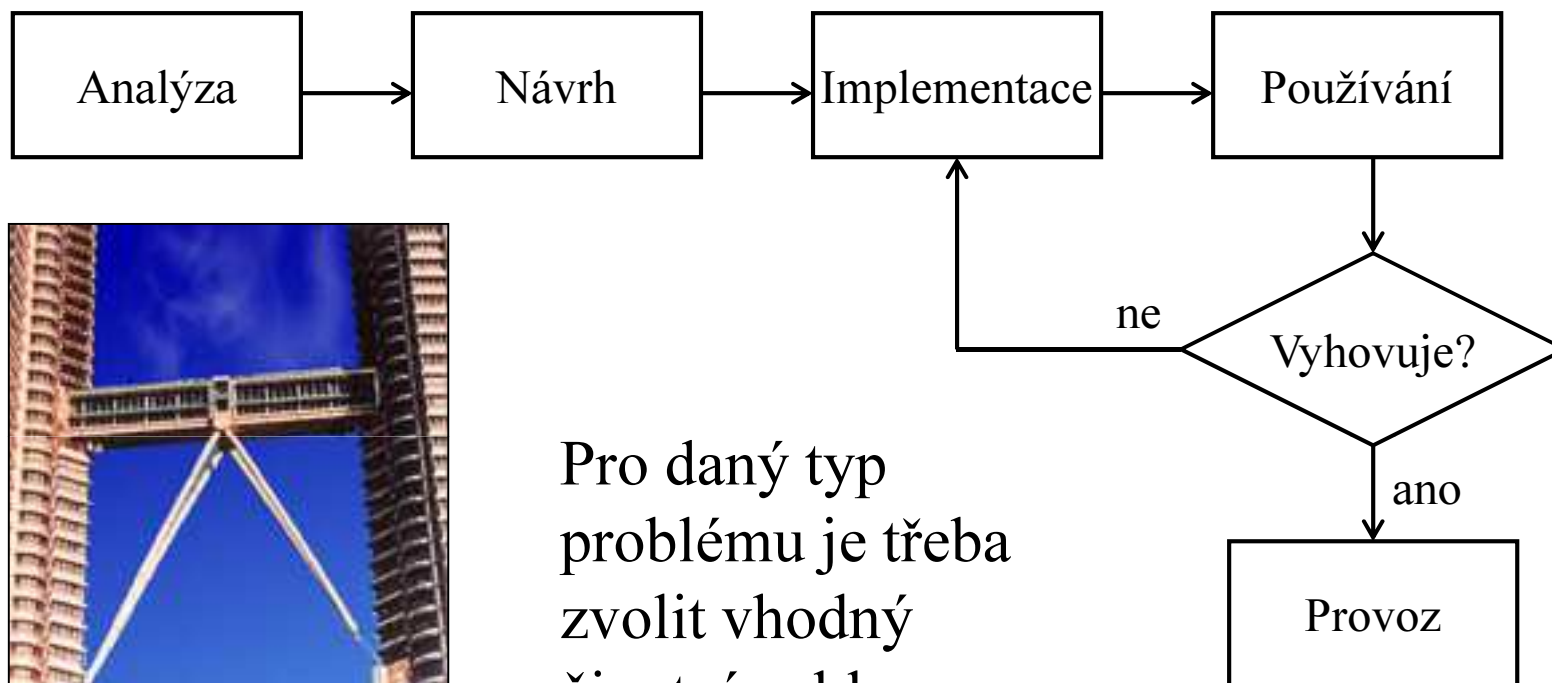 Analýza
Návrh
Implementace
Používání
ne
Vyhovuje?
ano
Pro daný typ
problému je třeba
zvolit vhodný
Provoz